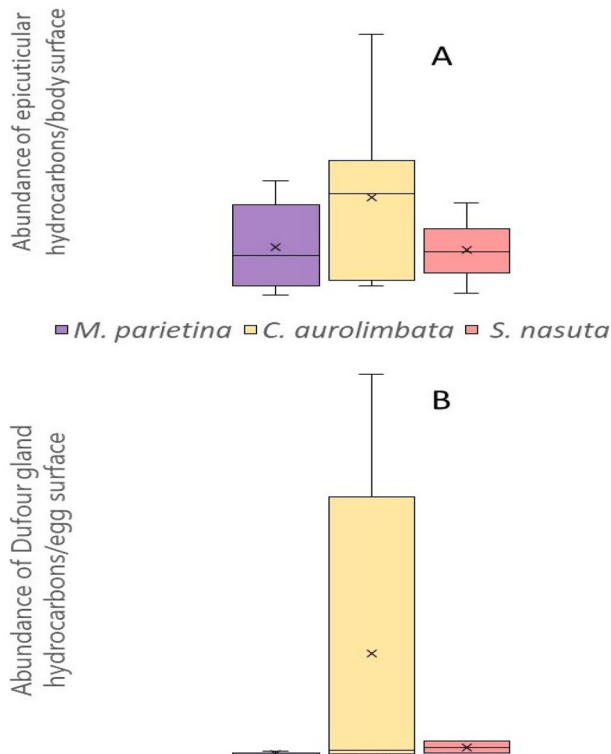 Abundance of epicuticular
hydrocarbons/body surface
A
M. parietina C. aurolimbata S. nasuta
Abundance of Dufour gland
hydrocarbons/egg surface
B